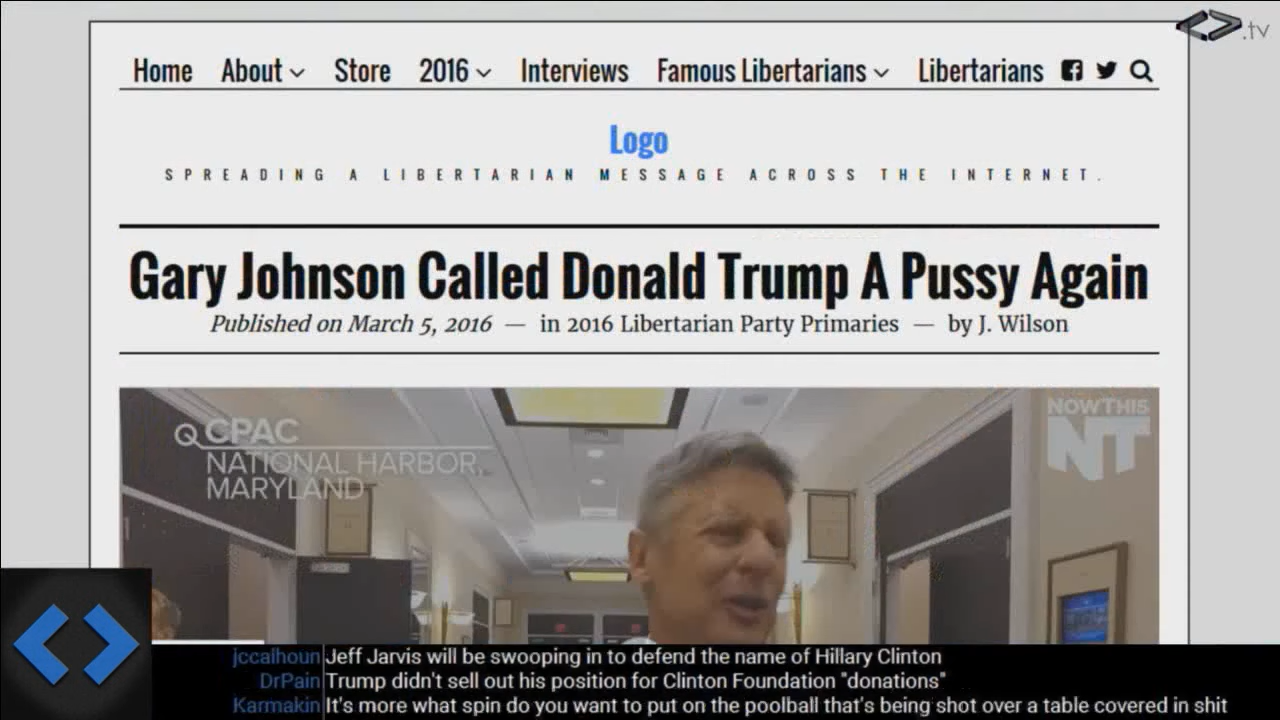 .tv
Home About Store 2016 Interviews Famous Libertarians Libertarians
Logo
SPREADING A LIBERTARIAN MESSAGE ACROSS THE INTERNET.
Gary Johnson Called Donald Trump A Pussy Again
Published on March 5, 2016 — in 2016 Libertarian Party Primaries — by J. Wilson
CPAC
NATIONAL HARBOR,
MARYLAND
NOWTHIS
NT
jccalhoun Jeff Jarvis will be swooping in to defend the name of Hillary Clinton
DrPain Trump didn't sell out his position for Clinton Foundation "donations"
Karmakin It's more what spin do you want to put on the poolball that's being shot over a table covered in shit